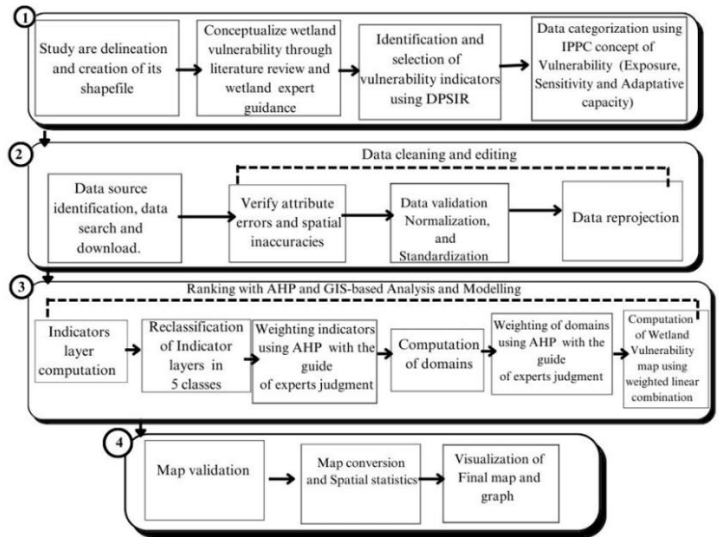 1
Study are delineation
and creation of its
shapefile
Conceptualize wetland
vulnerability through
literature review and
wetland expert
guidance
Identification and
selection of
vulnerability indicators
using DPSIR
Data categorization using
IPPC concept of
Vulnerability (Exposure,
Sensitivity and Adaptative
capacity)
2
Data cleaning and editing
Data source
identification, data
search and
download.
Verify attribute
errors and spatial
inaccuracies
Data validation
Normalization,
and
Standardization
Data reprojection
3
Ranking with AHP and GIS-based Analysis and Modelling
Indicators
layer
computation
Reclassification
of Indicator
layers in
5 classes
Weighting indicators
using AHP with the
guide
of experts judgment
Computation
of domains
Weighting of domains
using AHP with the
guide
of experts judgment
Computation
of Wetland
Vulnerability
map using
weighted linear
combination
4
Map validation
Map conversion
and Spatial statistics
Visualization of
Final map and
graph